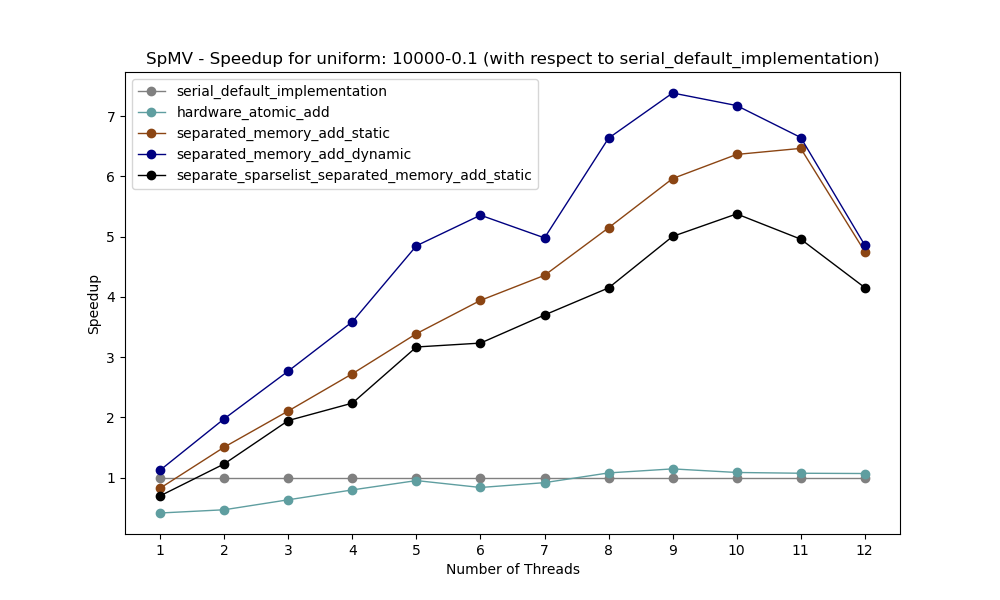 SpMV - Speedup for uniform: 10000-0.1 (with respect to serial_default_implementation)
serial_default_implementation
hardware_atomic_add
separated_memory_add_static
separated_memory_add_dynamic
separate_sparselist_separated_memory_add_static
7
6
5
4
3
2
1
Speedup
1 2 3 4 5 6 7 8 9 10 11 12
Number of Threads